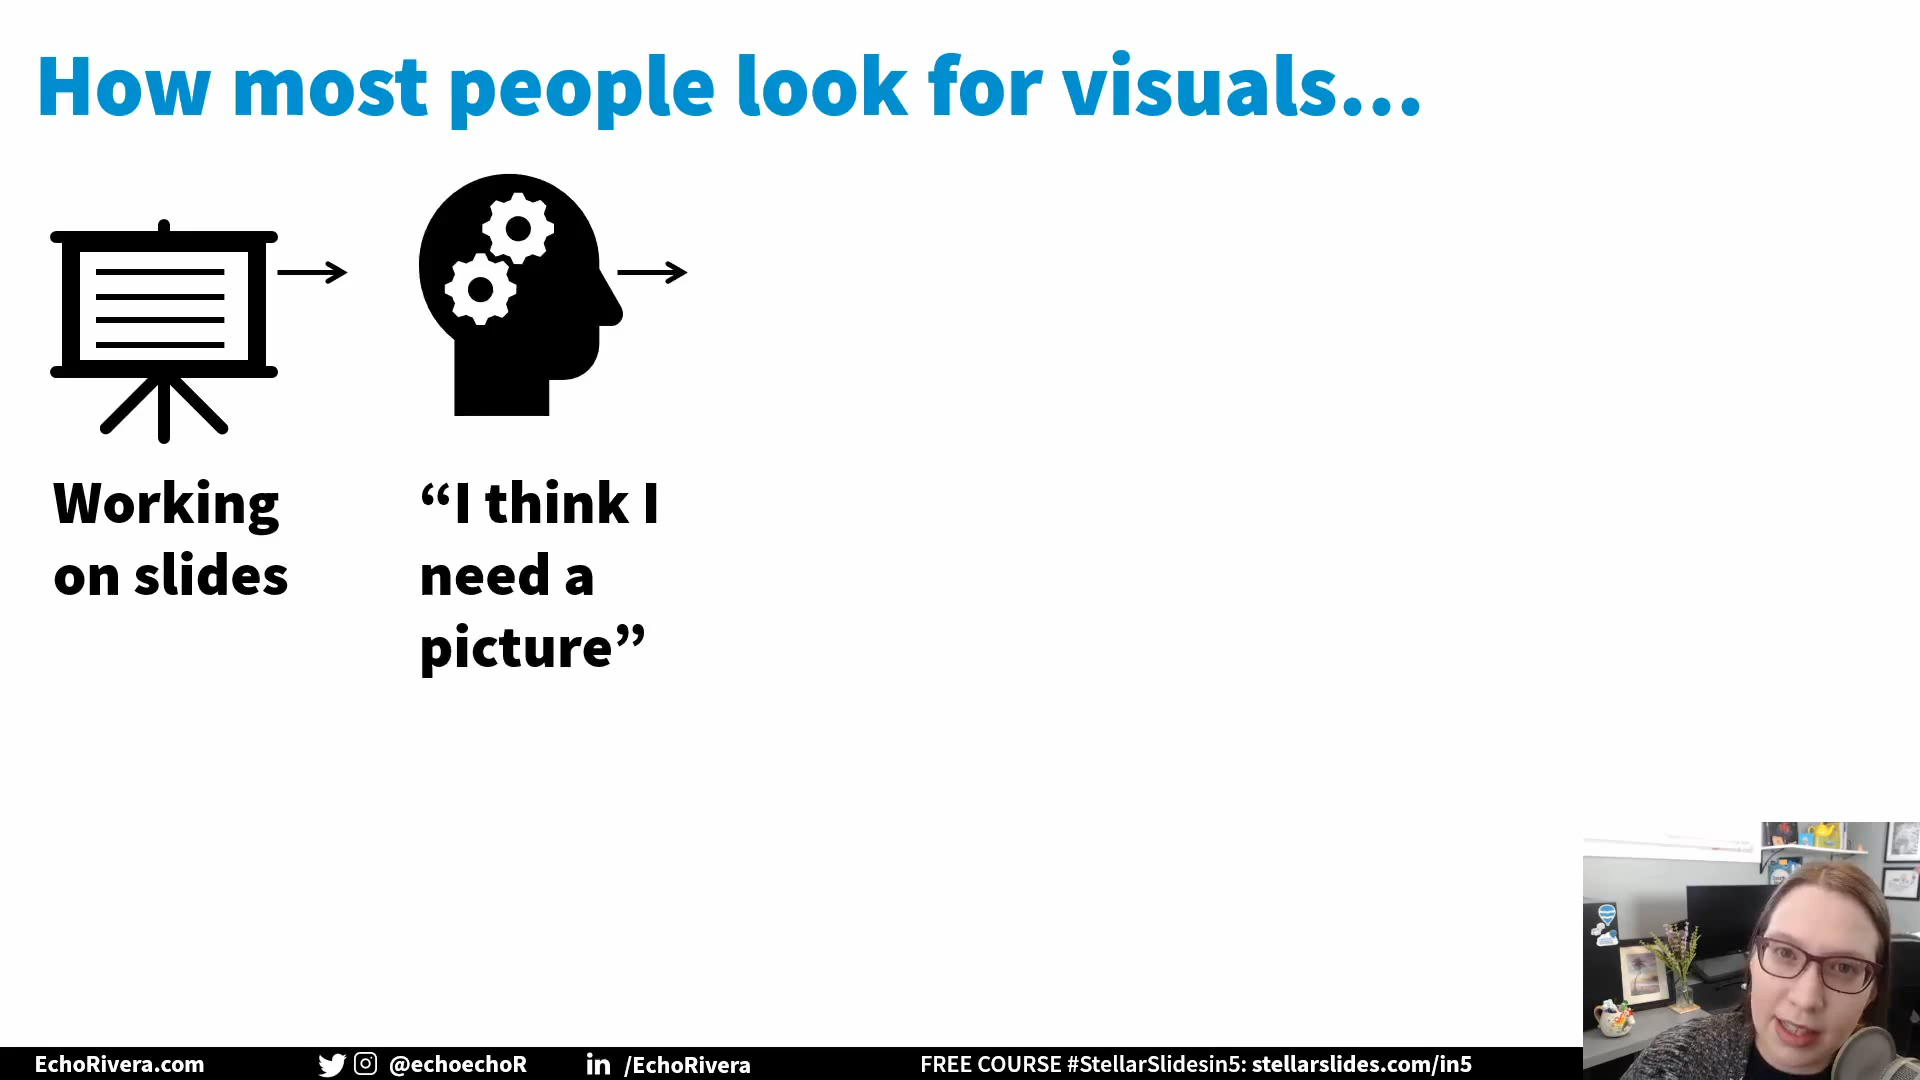 How most people look for visuals...
Working
on slides
“I think I
need a
picture”
EchoRivera.com
@echoechoR
in /EchoRivera
FREE COURSE #StellarSlidesin5: stellarslides.com/in5